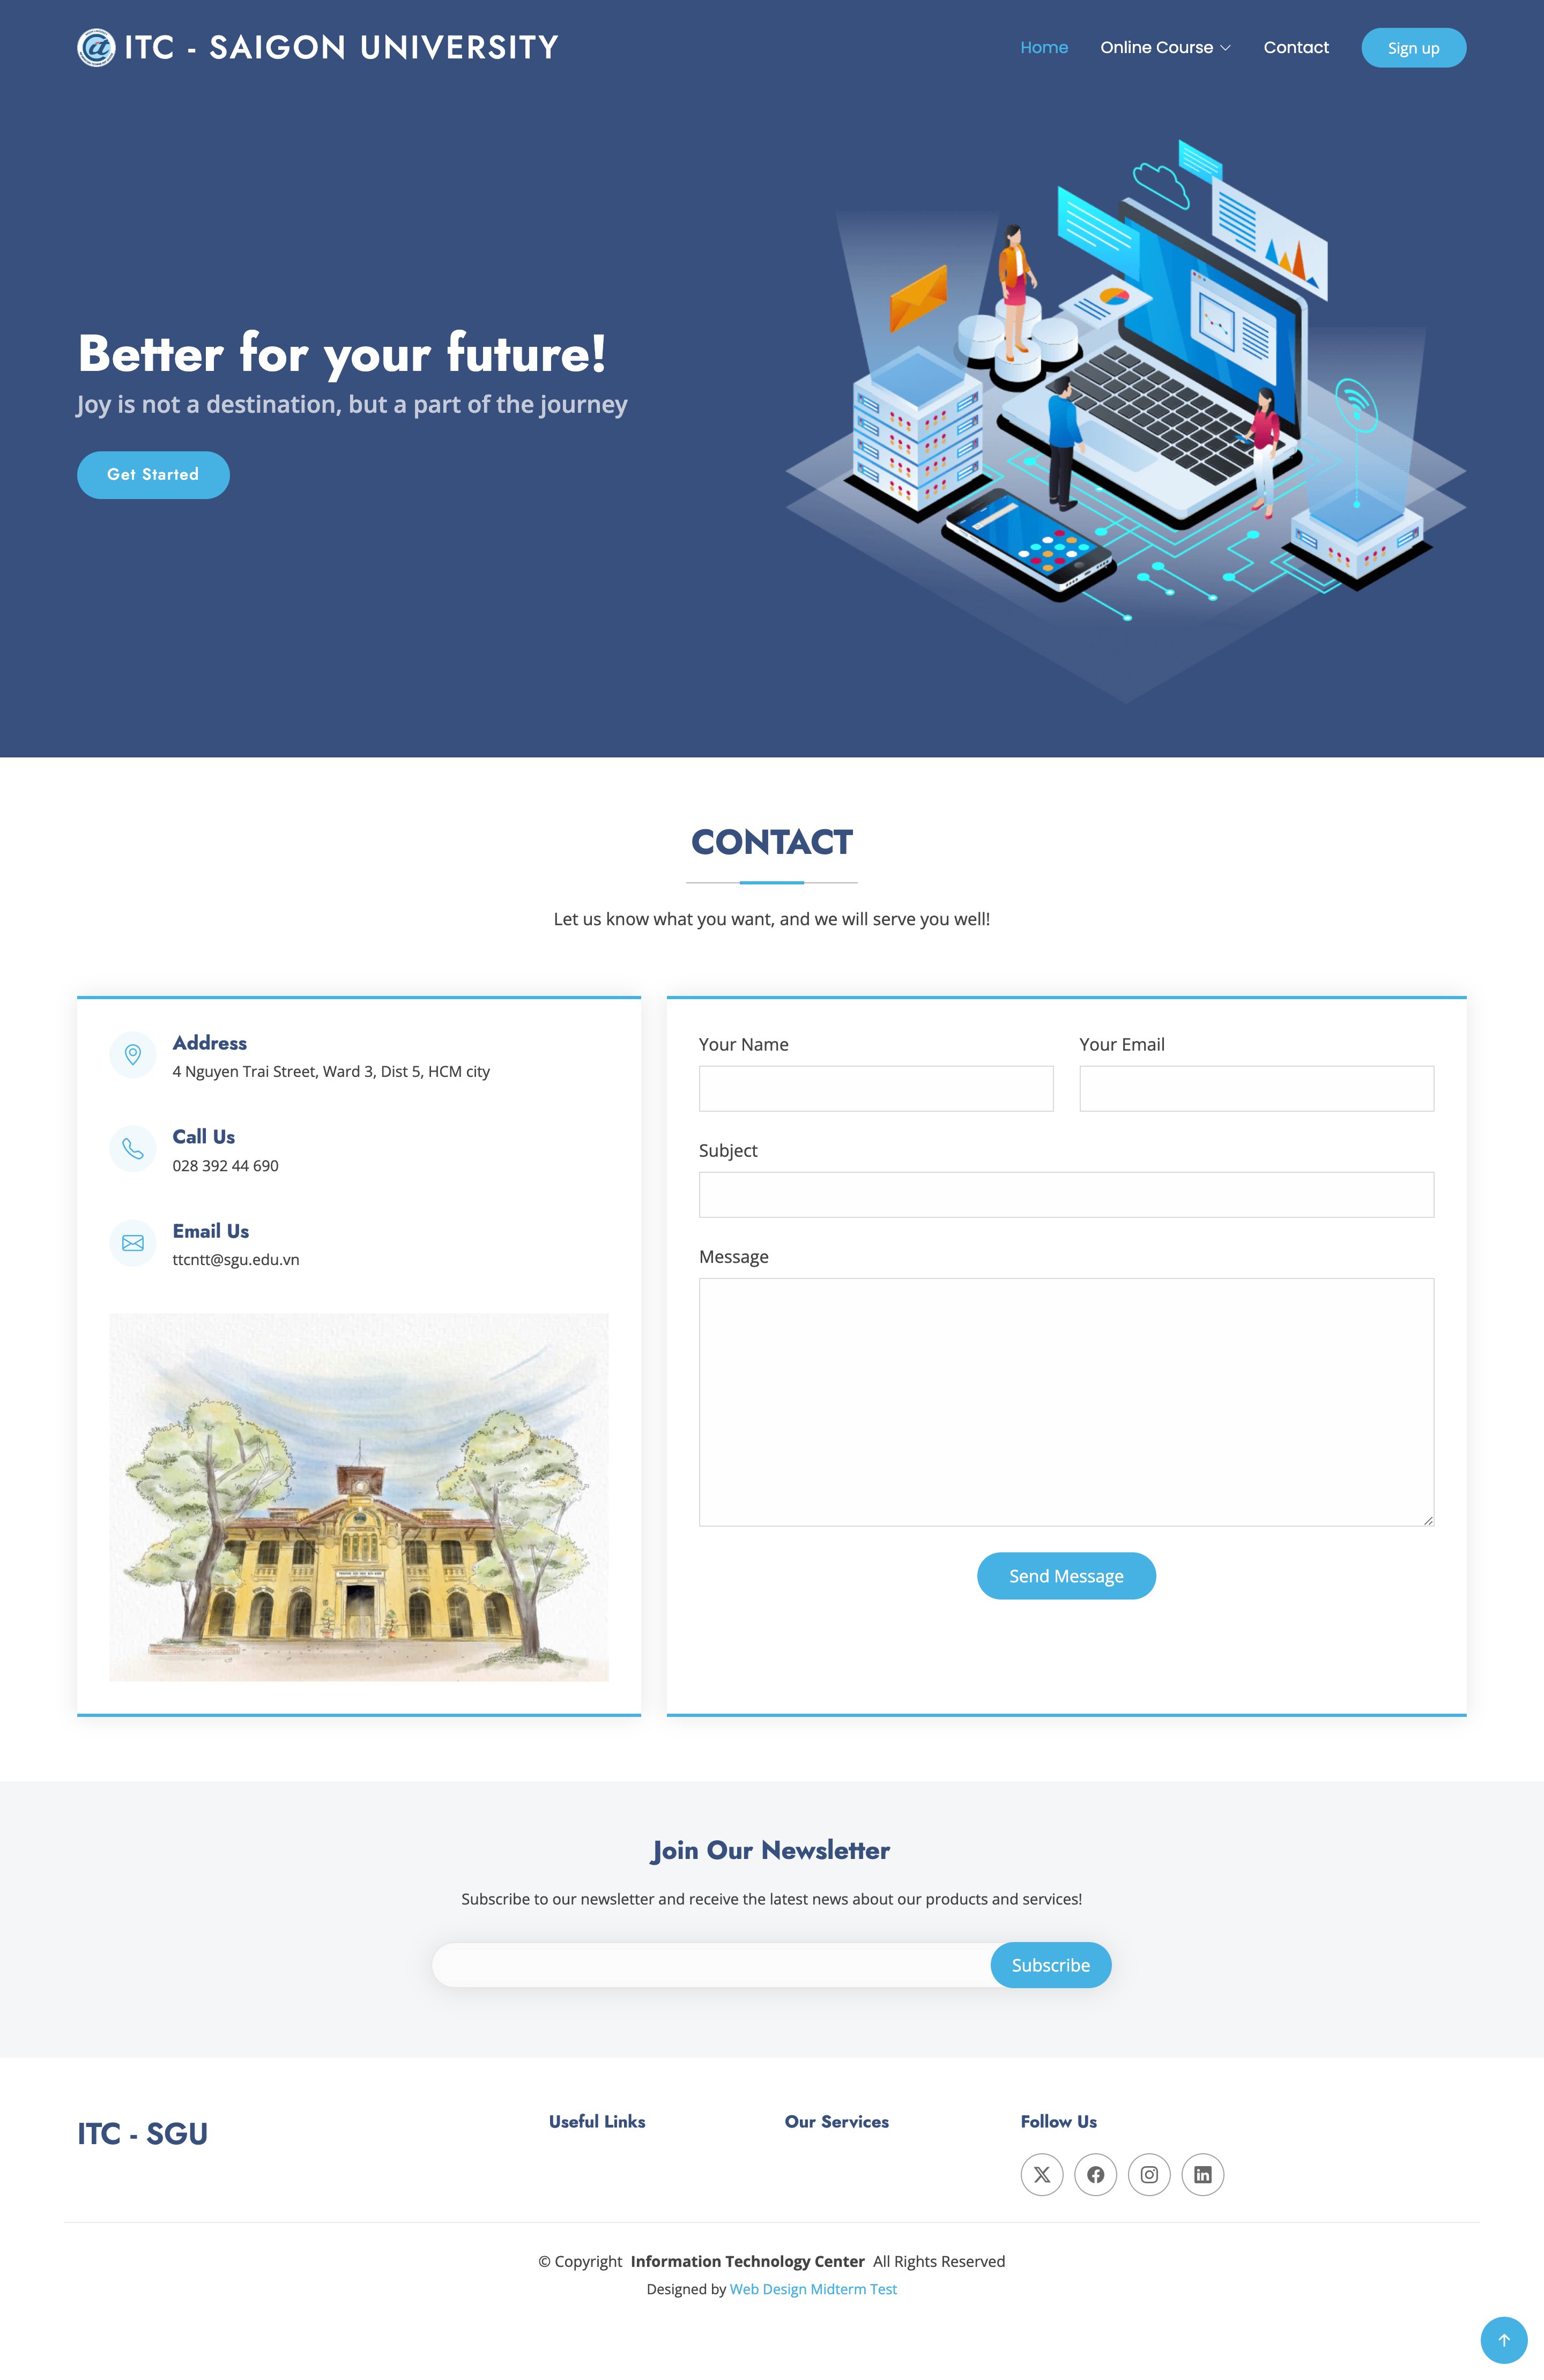 ITC - SAIGON UNIVERSITY
Home
Online Course
Contact
Sign up
Better for your future!
Joy is not a destination, but a part of the journey
Get Started
CONTACT
Let us know what you want, and we will serve you well!
Address
4 Nguyen Trai Street, Ward 3, Dist 5, HCM city
Call Us
028 392 44 690
Email Us
ttcntt@sgu.edu.vn
Your Name
Your Email
Subject
Message
Send Message
Join Our Newsletter
Subscribe to our newsletter and receive the latest news about our products and services!
Subscribe
ITC - SGU
Useful Links
Our Services
Follow Us
© Copyright Information Technology Center All Rights Reserved
Designed by Web Design Midterm Test